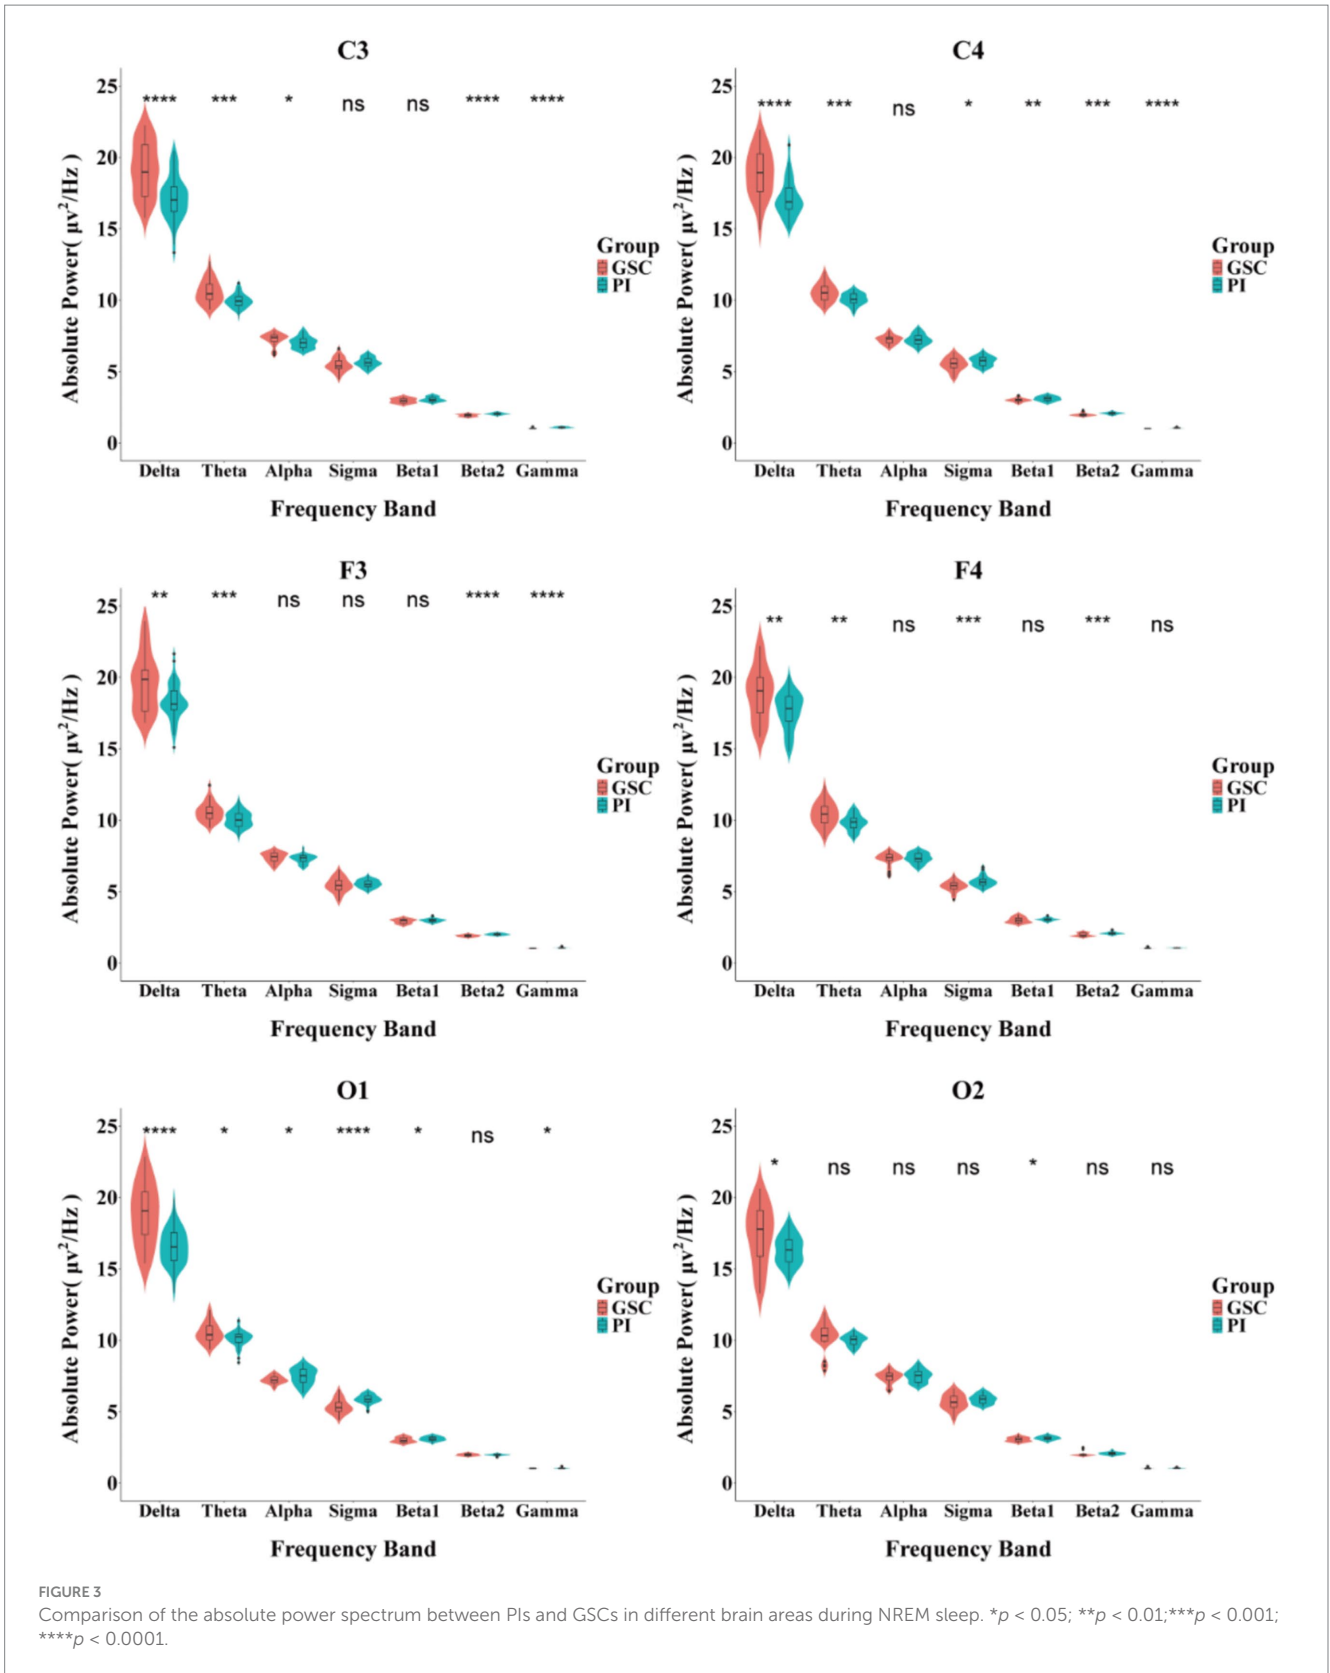 C3
25
20
15
10
5
0
Absolute Power( μv²/Hz )
**** *** * ns ns **** ****
Delta Theta Alpha Sigma Beta1 Beta2 Gamma
Frequency Band
Group
GSC
PI
C4
25
20
15
10
5
0
Absolute Power( μv²/Hz )
**** *** ns * ** *** ****
Delta Theta Alpha Sigma Beta1 Beta2 Gamma
Frequency Band
Group
GSC
PI
F3
25
20
15
10
5
0
Absolute Power( μv²/Hz )
** *** ns ns ns **** ****
Delta Theta Alpha Sigma Beta1 Beta2 Gamma
Frequency Band
Group
GSC
PI
F4
25
20
15
10
5
0
Absolute Power( μv²/Hz )
** ** ns *** ns *** ns
Delta Theta Alpha Sigma Beta1 Beta2 Gamma
Frequency Band
Group
GSC
PI
O1
25
20
15
10
5
0
Absolute Power( μv²/Hz )
**** * * **** * ns *
Delta Theta Alpha Sigma Beta1 Beta2 Gamma
Frequency Band
Group
GSC
PI
O2
25
20
15
10
5
0
Absolute Power( μv²/Hz )
* ns ns ns * ns ns
Delta Theta Alpha Sigma Beta1 Beta2 Gamma
Frequency Band
Group
GSC
PI
FIGURE 3
Comparison of the absolute power spectrum between PIs and GSCs in different brain areas during NREM sleep. *p < 0.05; **p < 0.01;***p < 0.001;
****p < 0.0001.